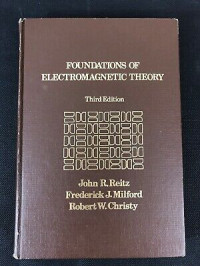 FOUNDATIONS OF
ELECTROMAGNETIC THEORY
Third Edition
John R. Reitz
Frederick J. Milford
Robert W. Christy